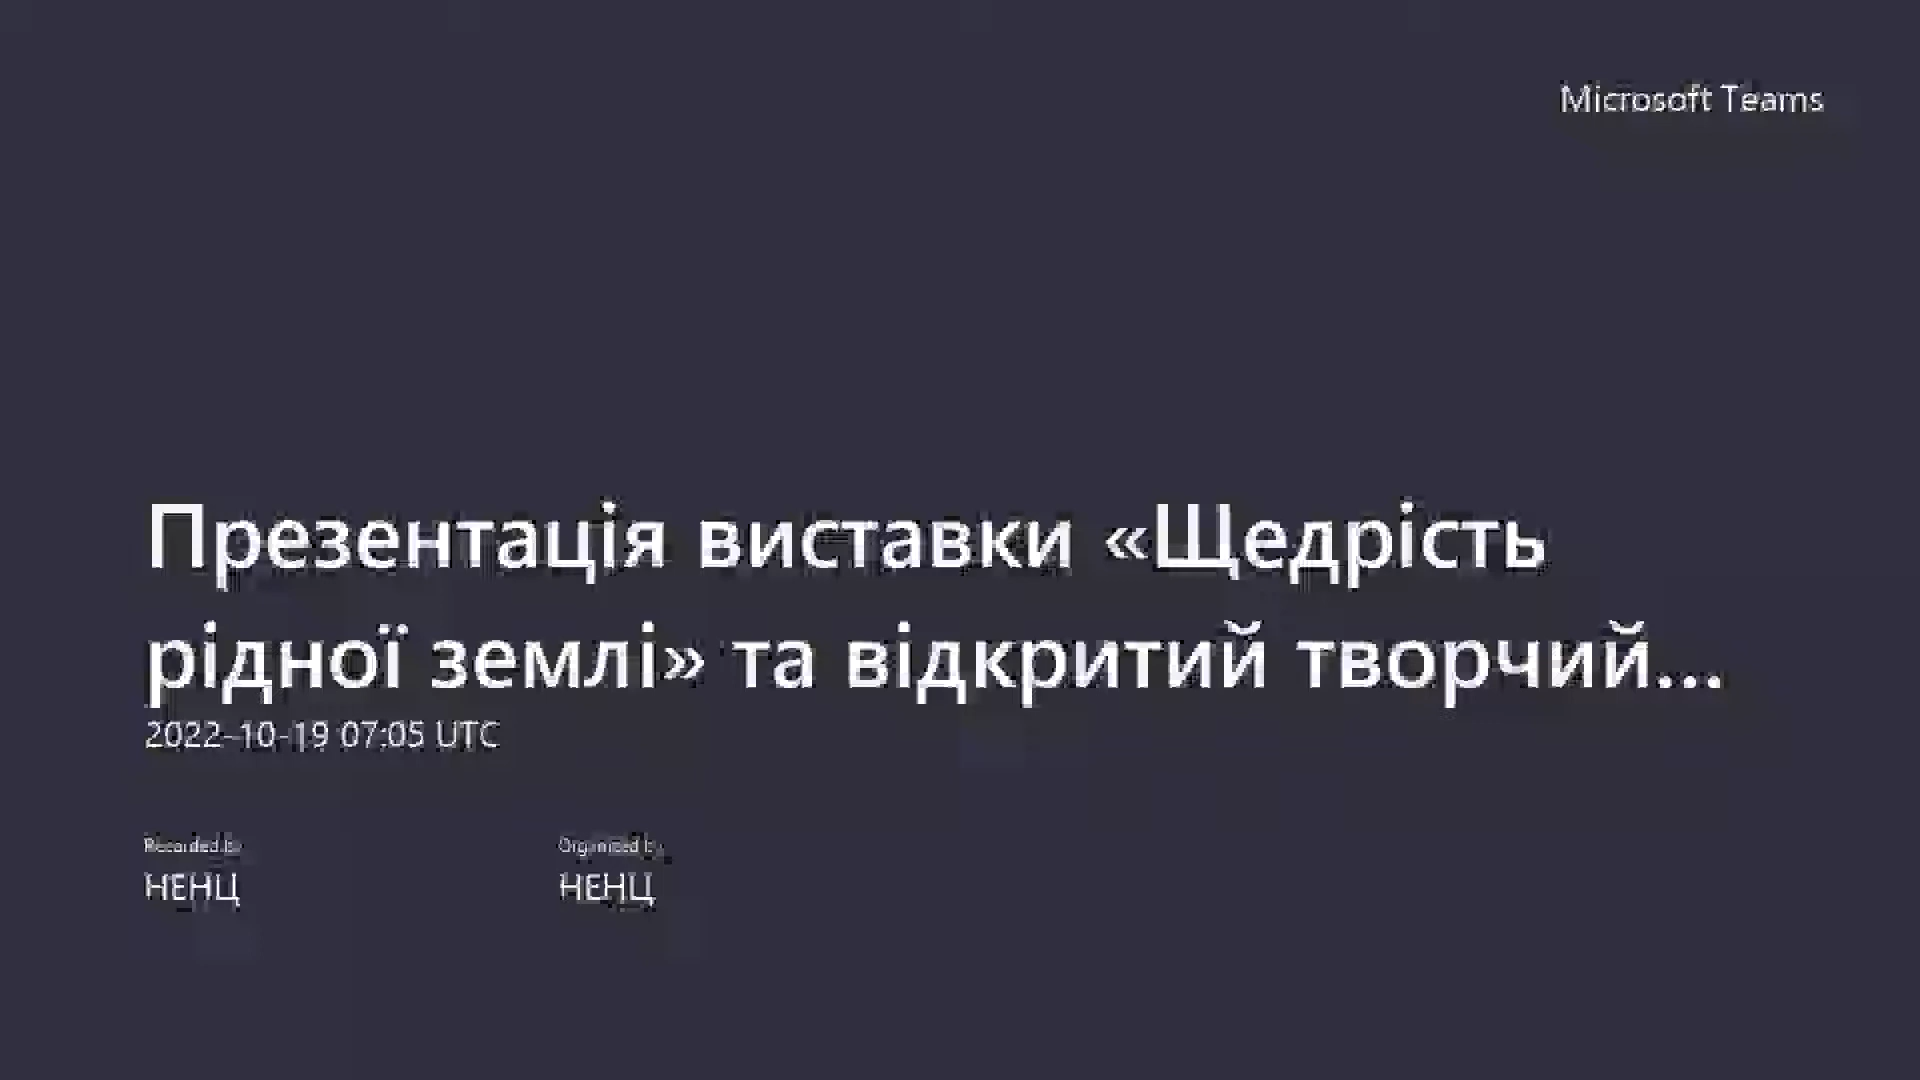 Microsoft Teams
Презентація виставки «Щедрість
рідної землі» та відкритий творчий...
2022-10-19 07:05 UTC
Recorded by
Organized by
НЕНЦ
НЕНЦ